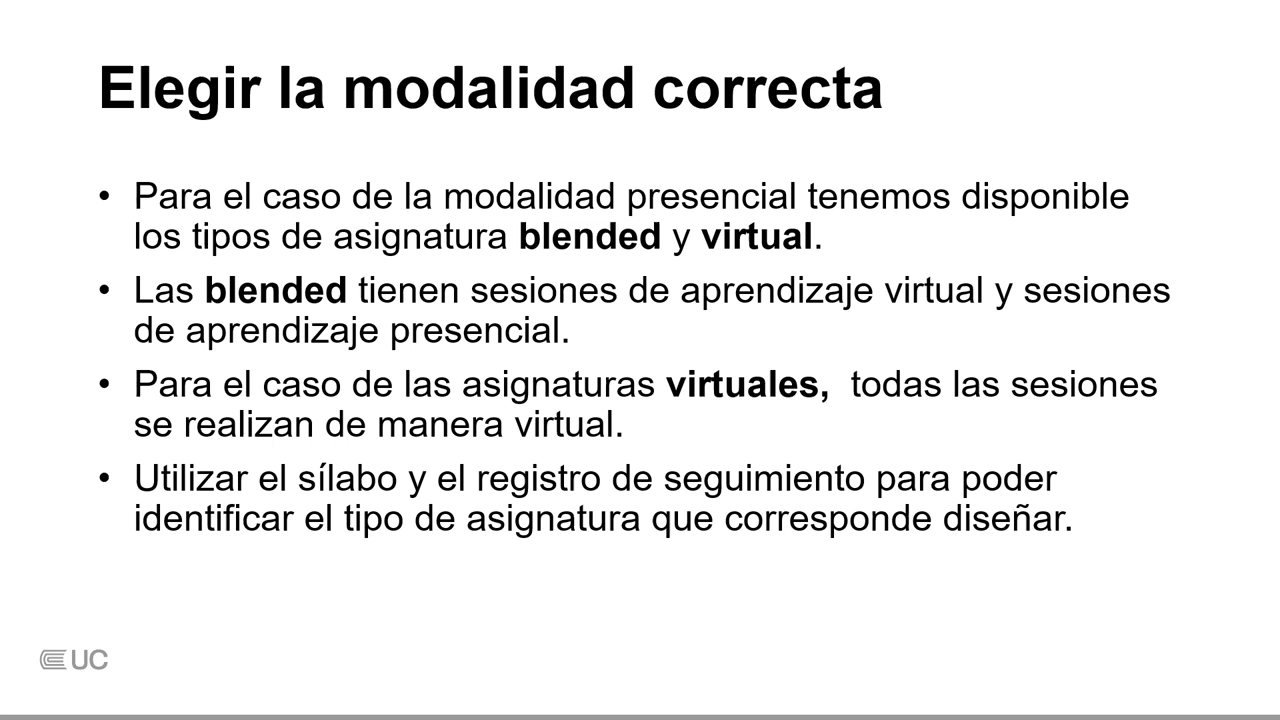 Elegir la modalidad correcta
• Para el caso de la modalidad presencial tenemos disponible
los tipos de asignatura blended y virtual.
• Las blended tienen sesiones de aprendizaje virtual y sesiones
de aprendizaje presencial.
• Para el caso de las asignaturas virtuales,  todas las sesiones
se realizan de manera virtual.
• Utilizar el sílabo y el registro de seguimiento para poder
identificar el tipo de asignatura que corresponde diseñar.
UC